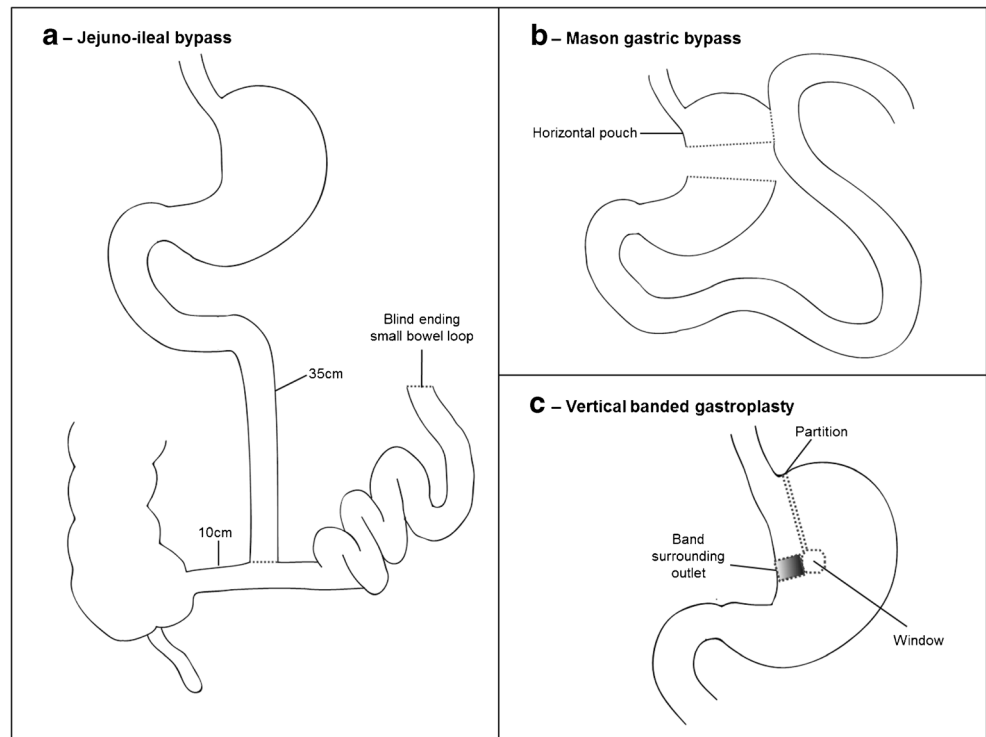 a – Jejuno-ileal bypass
Blind ending
small bowel loop
35cm
10cm
b – Mason gastric bypass
Horizontal pouch
c – Vertical banded gastroplasty
Partition
Band
surrounding
outlet
Window